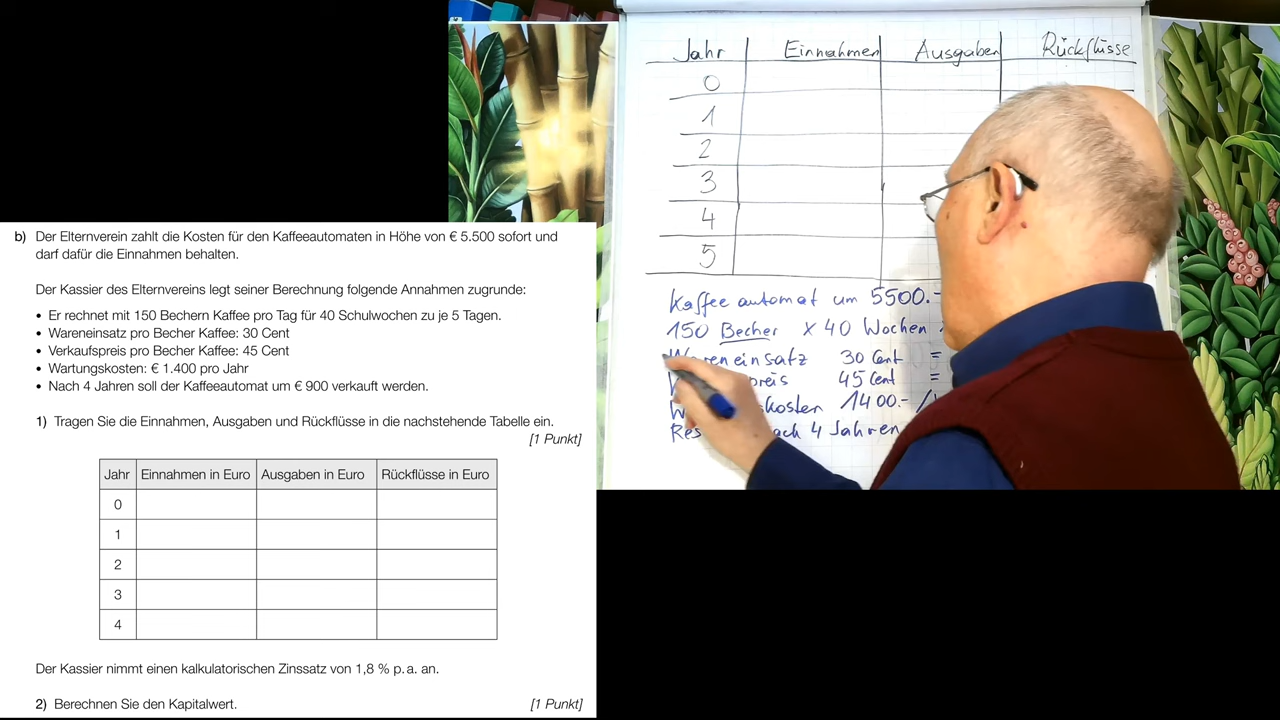 b) Der Elternverein zahlt die Kosten für den Kaffeeautomaten in Höhe von € 5.500 sofort und
darf dafür die Einnahmen behalten.
Der Kassier des Elternvereins legt seiner Berechnung folgende Annahmen zugrunde:
• Er rechnet mit 150 Bechern Kaffee pro Tag für 40 Schulwochen zu je 5 Tagen.
• Wareneinsatz pro Becher Kaffee: 30 Cent
• Verkaufspreis pro Becher Kaffee: 45 Cent
• Wartungskosten: € 1.400 pro Jahr
• Nach 4 Jahren soll der Kaffeeautomat um € 900 verkauft werden.
1) Tragen Sie die Einnahmen, Ausgaben und Rückflüsse in die nachstehende Tabelle ein.
[1 Punkt]
Jahr Einnahmen in Euro Ausgaben in Euro Rückflüsse in Euro
0
1
2
3
4
Der Kassier nimmt einen kalkulatorischen Zinssatz von 1,8 % p. a. an.
2) Berechnen Sie den Kapitalwert. [1 Punkt]
Jahr Einnahmen Ausgaben Rückflüsse
0
1
2
3
4
5
Kaffeeautomat um 5500.-
150 Becher x 40 Wochen
Wareneinsatz 30 Cent =
preis 45 Cent =
kosten 1400.- /
Res ach 4 Jahren